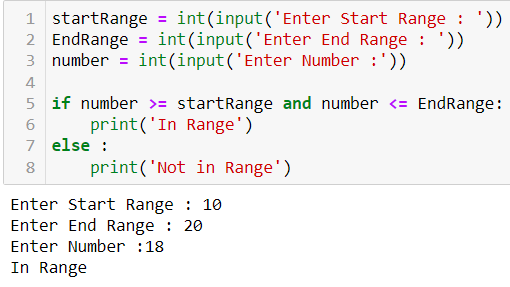 1 startRange = int(input('Enter Start Range : '))
2 EndRange = int(input('Enter End Range : '))
3 number = int(input('Enter Number :'))
4
5 if number >= startRange and number <= EndRange:
6     print('In Range')
7 else :
8     print('Not in Range')
Enter Start Range : 10
Enter End Range : 20
Enter Number :18
In Range